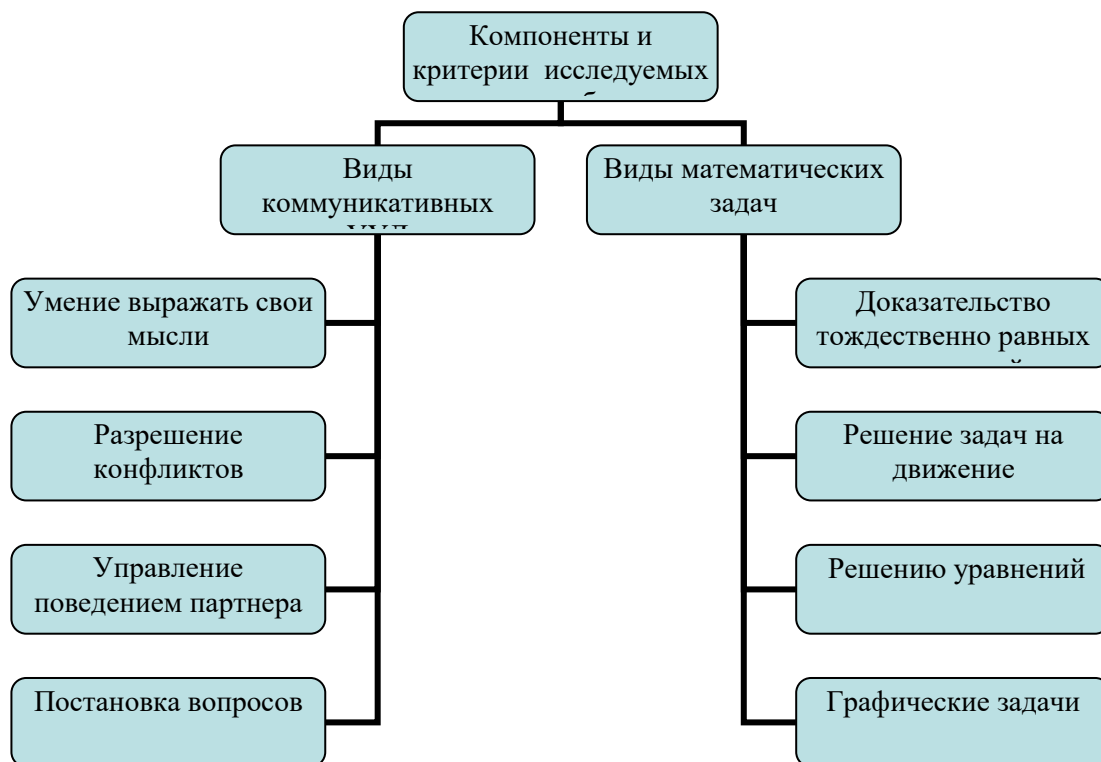 Компоненты и
критерии исследуемых
Виды
коммуникативных
Виды математических
задач
Умение выражать свои
мысли
Доказательство
тождественно равных
Разрешение
конфликтов
Решение задач на
движение
Управление
поведением партнера
Решению уравнений
Постановка вопросов
Графические задачи